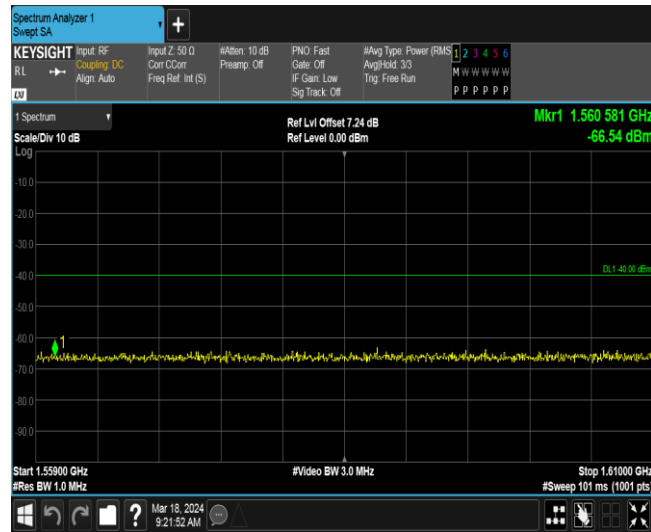 Spectrum Analyzer 1
Swept SA
+
KEYSIGHT
R L
LXI
Input: RF
Coupling: DC
Align: Auto
Input Z: 50 Ω
Corr CCorr
Freq Ref: Int (S)
#Atten: 10 dB
Preamp: Off
PNO: Fast
Gate: Off
IF Gain: Low
Sig Track: Off
#Avg Type: Power (RMS
Avg|Hold: 3/3
Trig: Free Run
1 2 3 4 5 6
M W W W W W
P P P P P P
1 Spectrum
Scale/Div 10 dB
Log
Ref Lvl Offset 7.24 dB
Ref Level 0.00 dBm
Mkr1 1.560 581 GHz
-66.54 dBm
-10.0
-20.0
-30.0
-40.0
-50.0
-60.0
-70.0
-80.0
-90.0
DL1 -40.00 dBm
1
Start 1.55900 GHz
#Res BW 1.0 MHz
#Video BW 3.0 MHz
Stop 1.61000 GHz
#Sweep 101 ms (1001 pts
?
Mar 18, 2024
9:21:52 AM